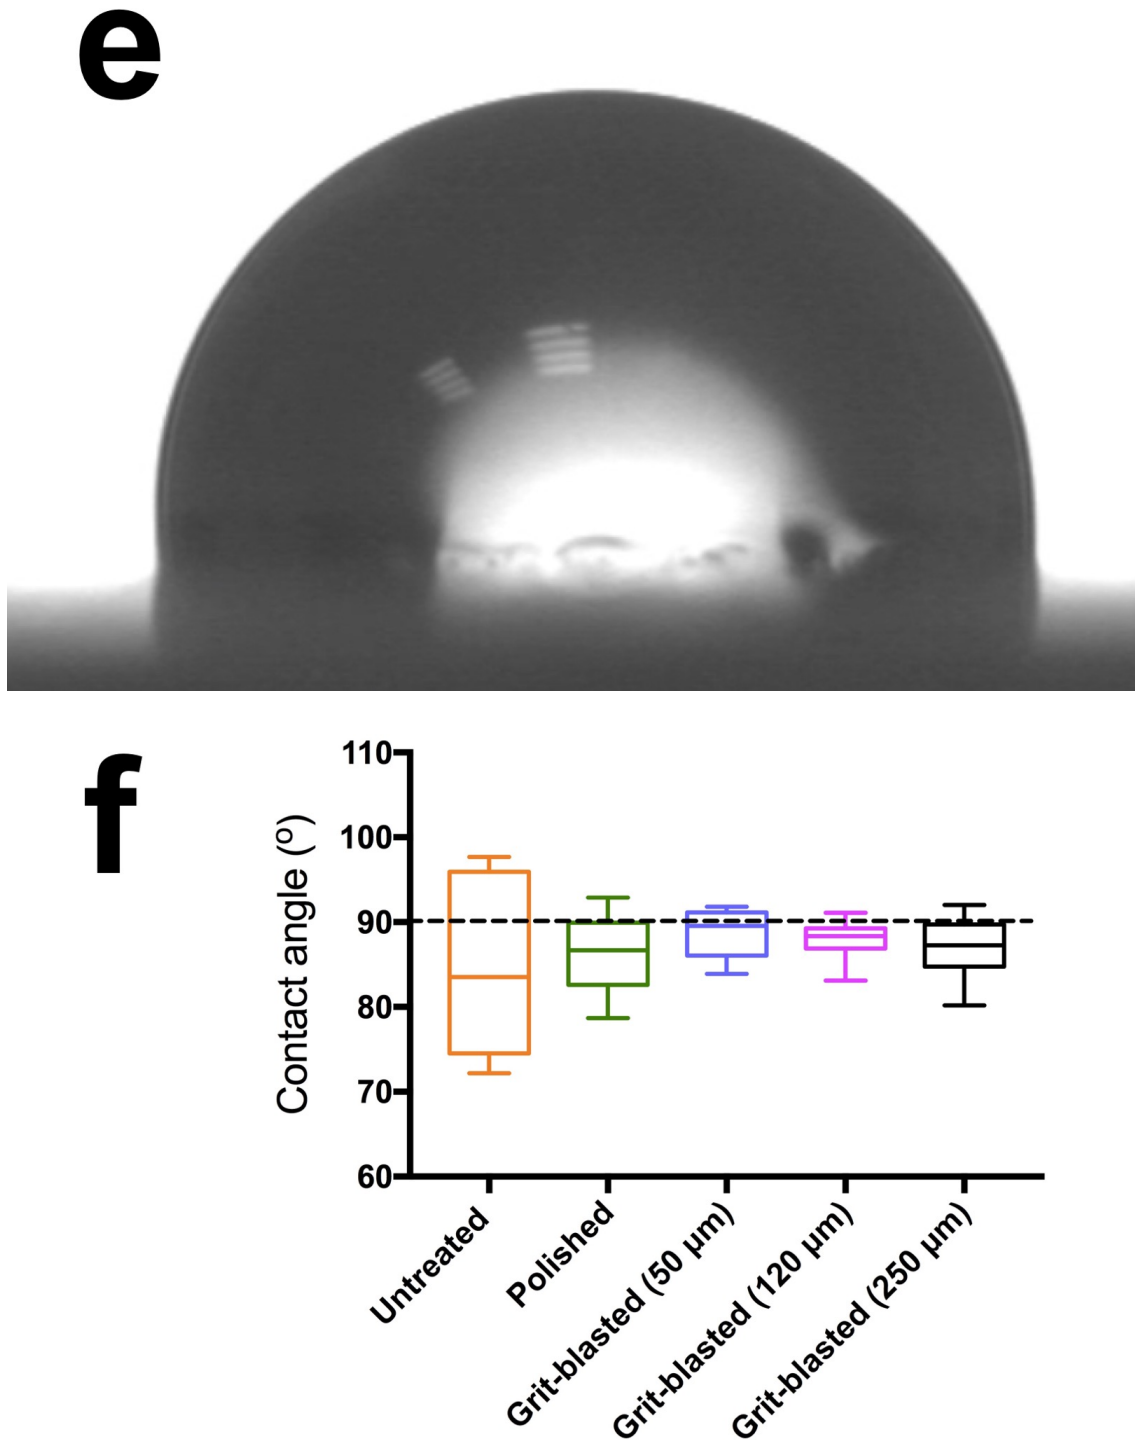 e
f
110
100
90
80
70
60
Contact angle (º)
Untreated
Polished
Grit-blasted (50 µm)
Grit-blasted (120 µm)
Grit-blasted (250 µm)